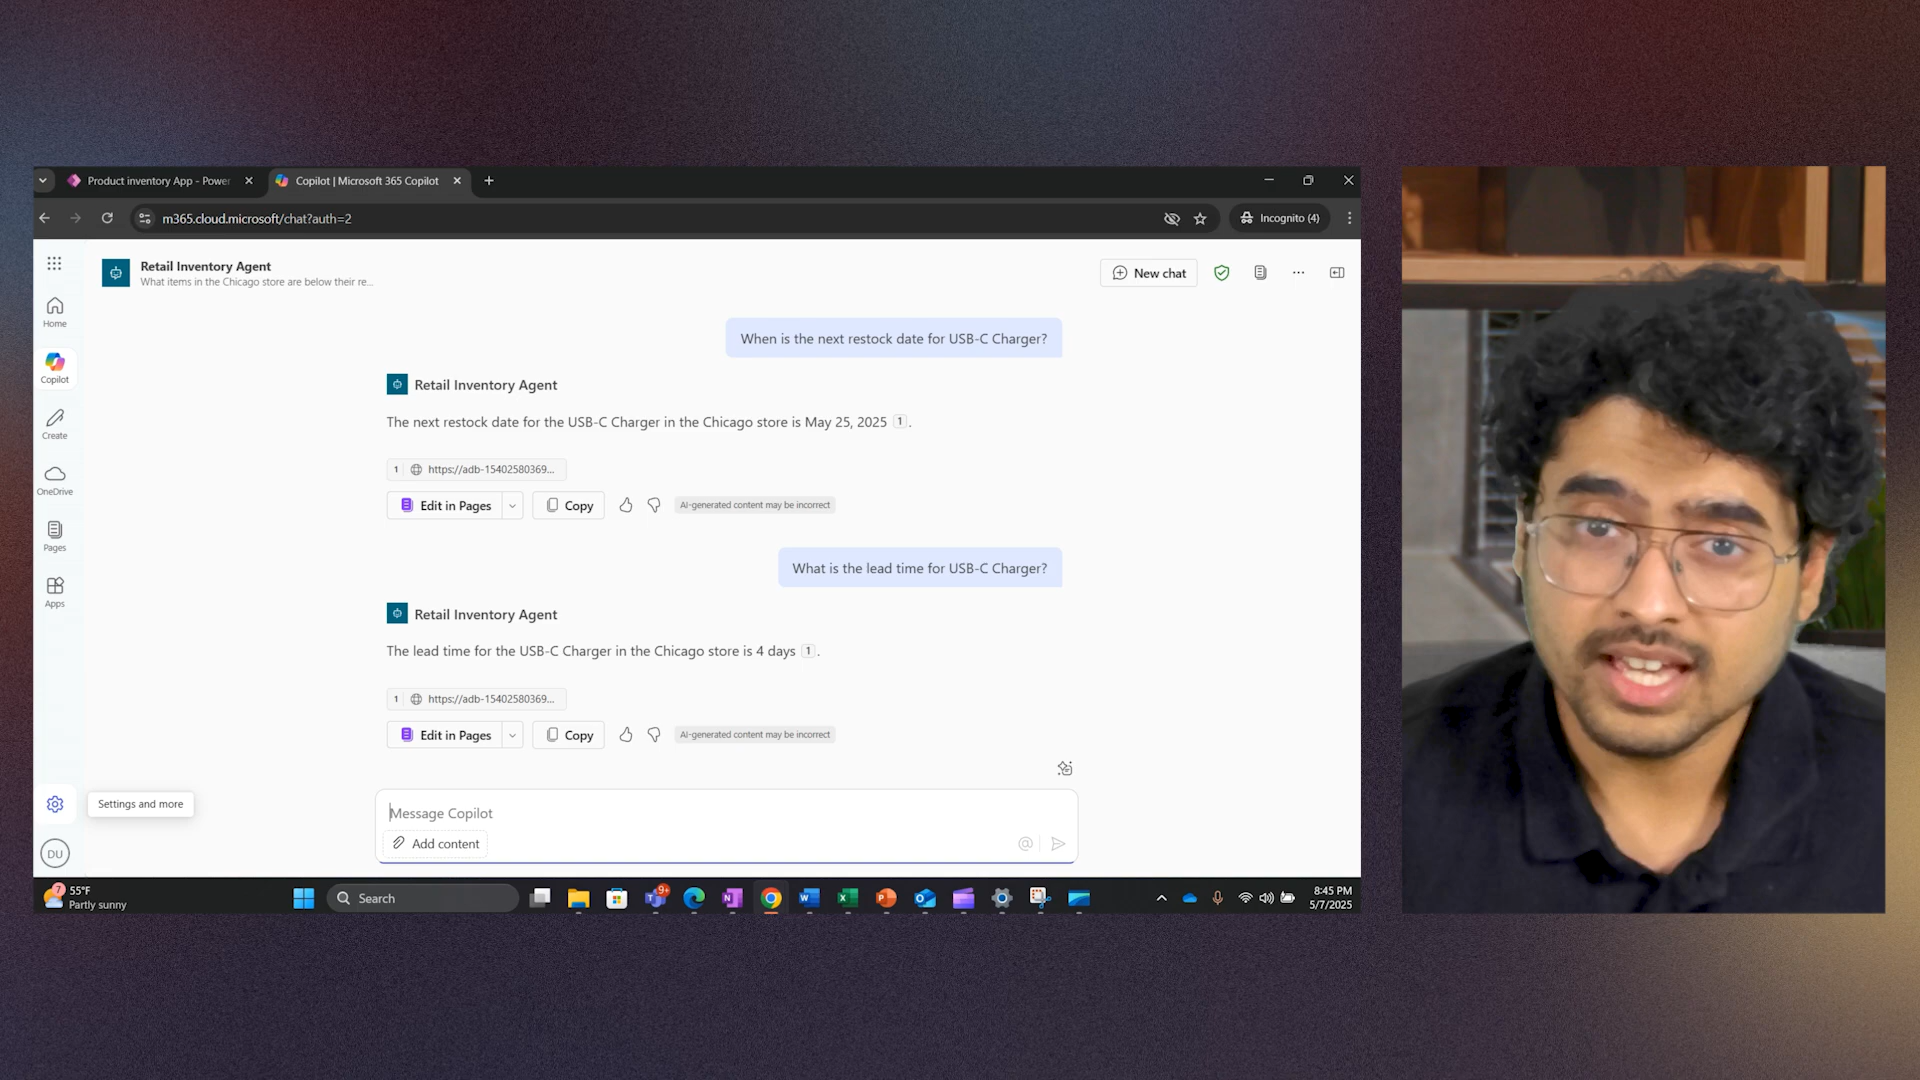 Product inventory App - Power
Copilot | Microsoft 365 Copilot
m365.cloud.microsoft/chat?auth=2
Incognito (4)
Retail Inventory Agent
What items in the Chicago store are below their re...
New chat
Home
Copilot
Create
OneDrive
Pages
Apps
When is the next restock date for USB-C Charger?
Retail Inventory Agent
The next restock date for the USB-C Charger in the Chicago store is May 25, 2025 1.
1 https://adb-15402580369...
Edit in Pages
Copy
AI-generated content may be incorrect
What is the lead time for USB-C Charger?
Retail Inventory Agent
The lead time for the USB-C Charger in the Chicago store is 4 days 1.
1 https://adb-15402580369...
Edit in Pages
Copy
AI-generated content may be incorrect
Settings and more
Message Copilot
Add content
DU
7
55°F
Partly sunny
Search
9+
8:45 PM
5/7/2025